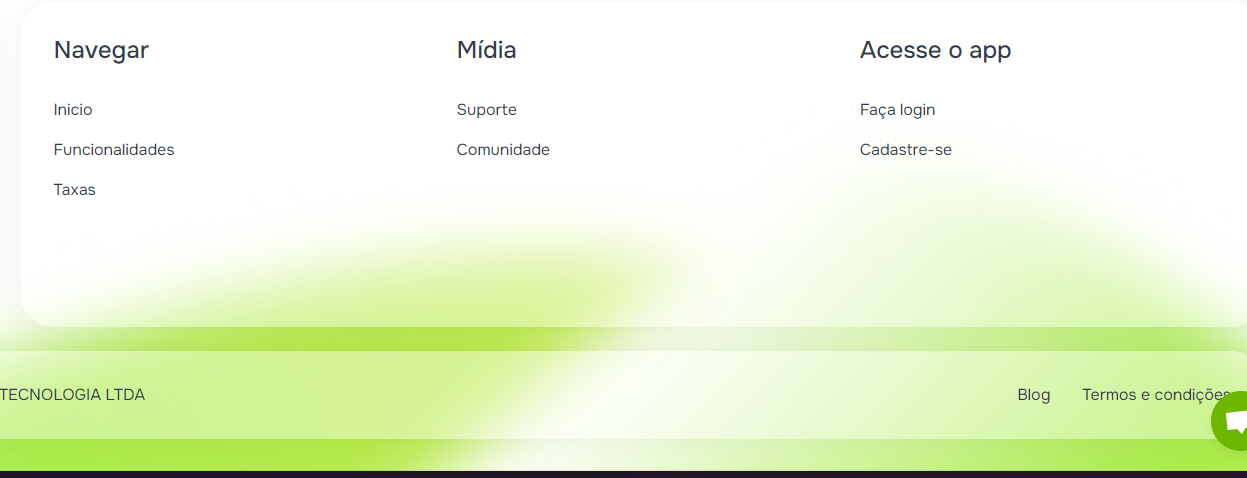 Navegar
Inicio
Funcionalidades
Taxas
Mídia
Suporte
Comunidade
Acesse o app
Faça login
Cadastre-se
TECNOLOGIA LTDA
Blog
Termos e condições